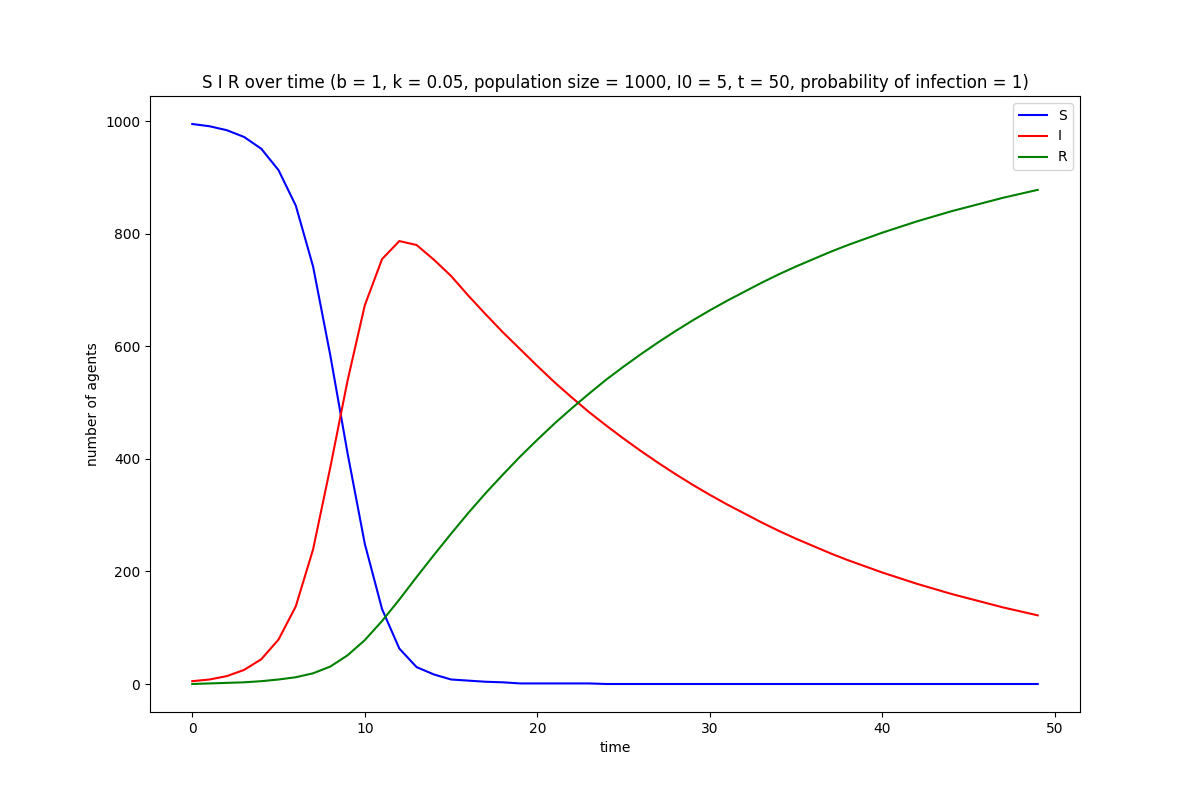 S I R over time (b = 1, k = 0.05, population size = 1000, I0 = 5, t = 50, probability of infection = 1)
S
I
R
1000
800
600
400
200
0
number of agents
0 10 20 30 40 50
time